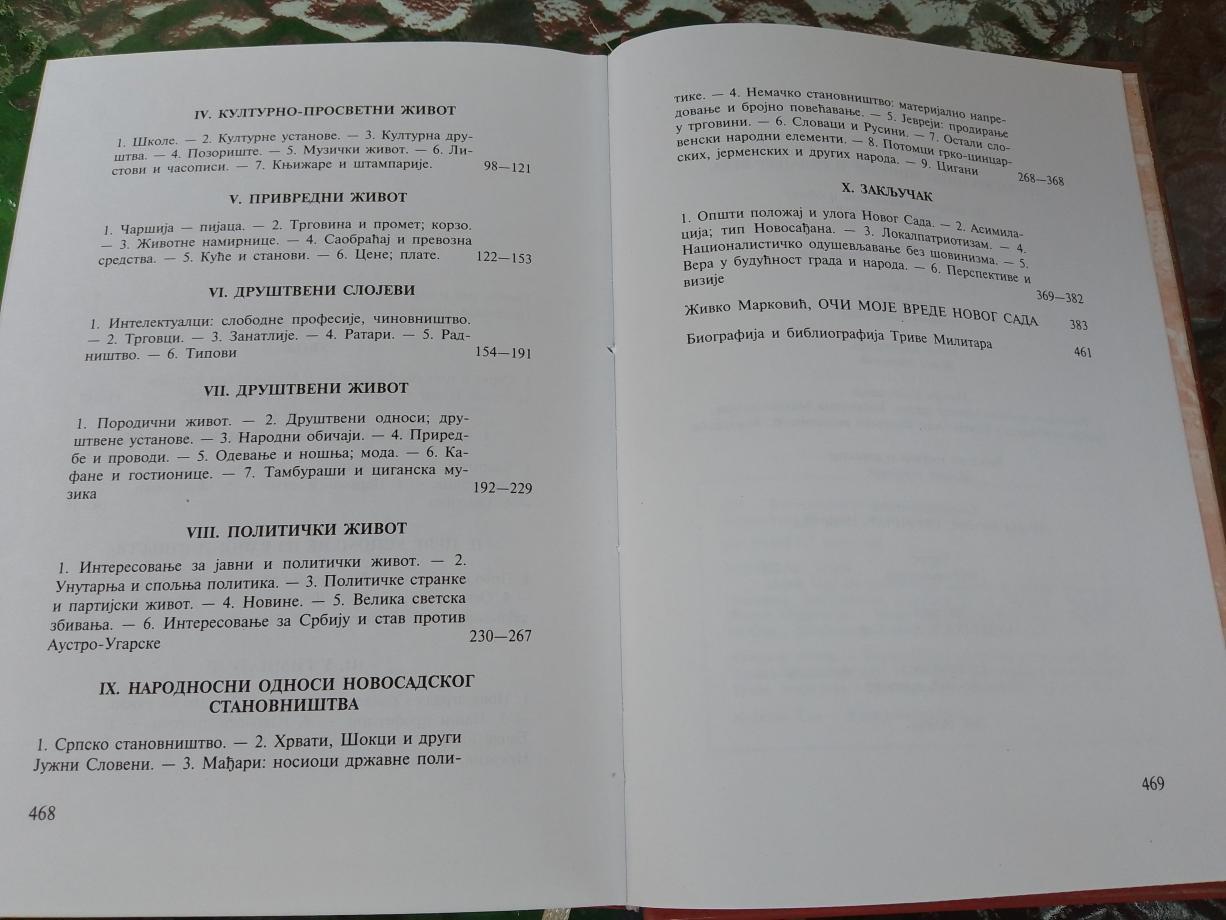 IV. КУЛТУРНО-ПРОСВЕТНИ ЖИВОТ
1. Школе. — 2. Културне установе. — 3. Културна дру-
штва. — 4. Позориште. — 5. Музички живот. — 6. Ли-
стови и часописи. — 7. Књижаре и штампарије. 98—121
V. ПРИВРЕДНИ ЖИВОТ
1. Чаршија — пијаца. — 2. Трговина и промет; корзо.
— 3. Животне намирнице. — 4. Саобраћај и превозна
средства. — 5. Куће и станови. — 6. Цене; плате. 122—153
VI. ДРУШТВЕНИ СЛОЈЕВИ
1. Интелектуалци: слободне професије, чиновништво.
— 2. Трговци. — 3. Занатлије. — 4. Ратари. — 5. Рад-
ништво. — 6. Типови 154—191
VII. ДРУШТВЕНИ ЖИВОТ
1. Породични живот. — 2. Друштвени односи; дру-
штвене установе. — 3. Народни обичаји. — 4. Приред-
бе и проводи. — 5. Одевање и ношња; мода. — 6. Ка-
фане и гостионице. — 7. Тамбураши и циганска му-
зика 192—229
VIII. ПОЛИТИЧКИ ЖИВОТ
1. Интересовање за јавни и политички живот. — 2.
Унутарња и спољња политика. — 3. Политичке странке
и партијски живот. — 4. Новине. — 5. Велика светска
збивања. — 6. Интересовање за Србију и став против
Аустро-Угарске 230—267
IX. НАРОДНОСНИ ОДНОСИ НОВОСАДСКОГ
СТАНОВНИШТВА
1. Српско становништво. — 2. Хрвати, Шокци и други
Јужни Словени. — 3. Мађари: носиоци државне поли-
468
тике. — 4. Немачко становништво: материјално напре-
довање и бројно повећавање. — 5. Јевреји: продирање
у трговини. — 6. Словаци и Русини. — 7. Остали сло-
венски народни елементи. — 8. Потомци грко-цинцар-
ских, јерменских и других народа. — 9. Цигани 268—368
X. ЗАКЉУЧАК
1. Општи положај и улога Новог Сада. — 2. Асимила-
ција; тип Новосађана. — 3. Локалпатриотизам. — 4.
Националистичко одушевљавање без шовинизма. — 5.
Вера у будућност града и народа. — 6. Перспективе и
визије 369—382
Живко Марковић, ОЧИ МОЈЕ ВРЕДЕ НОВОГ САДА 383
Биографија и библиографија Триве Милитара 461
469